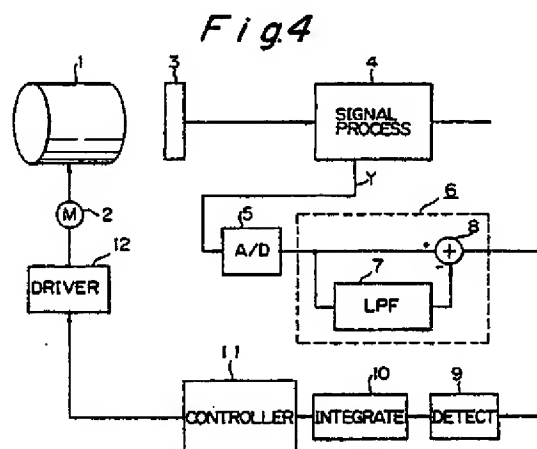 Fig.4
1
3
4
SIGNAL
PROCESS
M
2
Y
5
A/D
6
+
8
+
-
7
LPF
12
DRIVER
11
CONTROLLER
10
INTEGRATE
9
DETECT